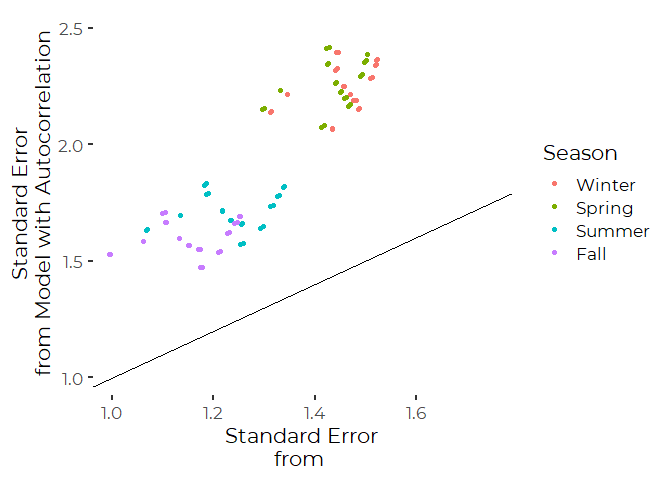 2.5
2.0
1.5
1.0
Standard Error
from Model with Autocorrelation
1.0
1.2
1.4
1.6
Standard Error
from
Season
Winter
Spring
Summer
Fall